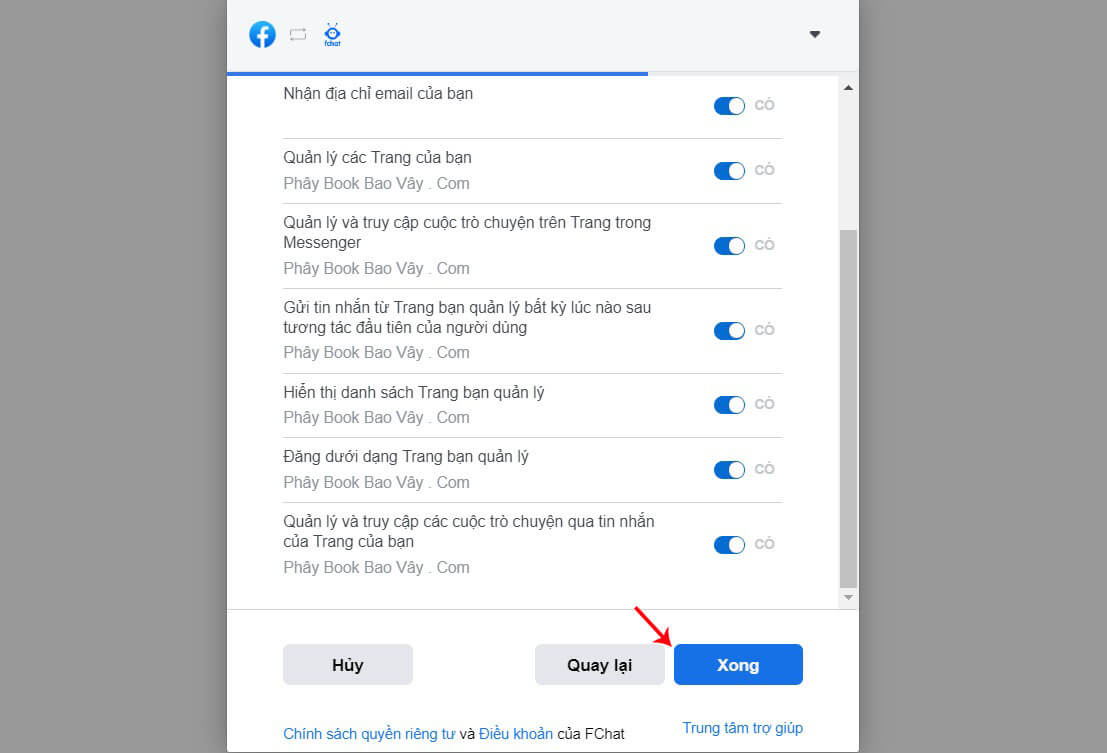 fchat
Nhận địa chỉ email của bạn
CÓ
Quản lý các Trang của bạn
Phây Book Bao Vây . Com
CÓ
Quản lý và truy cập cuộc trò chuyện trên Trang trong
Messenger
Phây Book Bao Vây . Com
CÓ
Gửi tin nhắn từ Trang bạn quản lý bất kỳ lúc nào sau
tương tác đầu tiên của người dùng
Phây Book Bao Vây . Com
CÓ
Hiển thị danh sách Trang bạn quản lý
Phây Book Bao Vây . Com
CÓ
Đăng dưới dạng Trang bạn quản lý
Phây Book Bao Vây . Com
CÓ
Quản lý và truy cập các cuộc trò chuyện qua tin nhắn
của Trang của bạn
Phây Book Bao Vây . Com
CÓ
Hủy
Quay lại
Xong
Chính sách quyền riêng tư và Điều khoản của FChat
Trung tâm trợ giúp